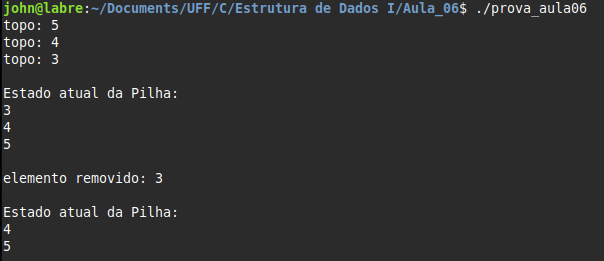 john@labre:~/Documents/UFF/C/Estrutura de Dados I/Aula_06$ ./prova_aula06
topo: 5
topo: 4
topo: 3
Estado atual da Pilha:
3
4
5
elemento removido: 3
Estado atual da Pilha:
4
5